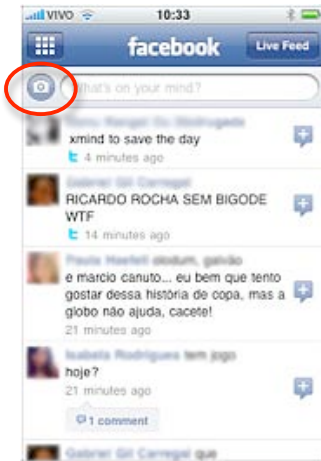 VIVO 10:33
facebook Live Feed
What's on your mind?
xmind to save the day
4 minutes ago
RICARDO ROCHA SEM BIGODE
WTF
14 minutes ago
olodum, galvão
e marcio canuto... eu bem que tento
gostar dessa história de copa, mas a
globo não ajuda, cacete!
21 minutes ago
tem jogo
hoje?
21 minutes ago
1 comment
que